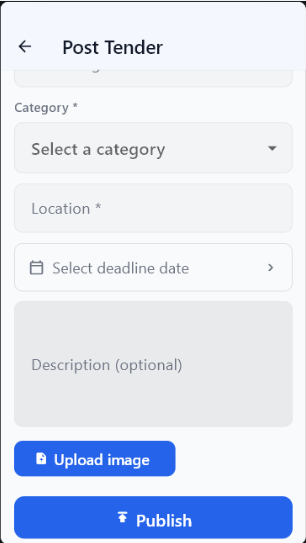 Post Tender
Category *
Select a category
Location *
Select deadline date
Description (optional)
Upload image
Publish